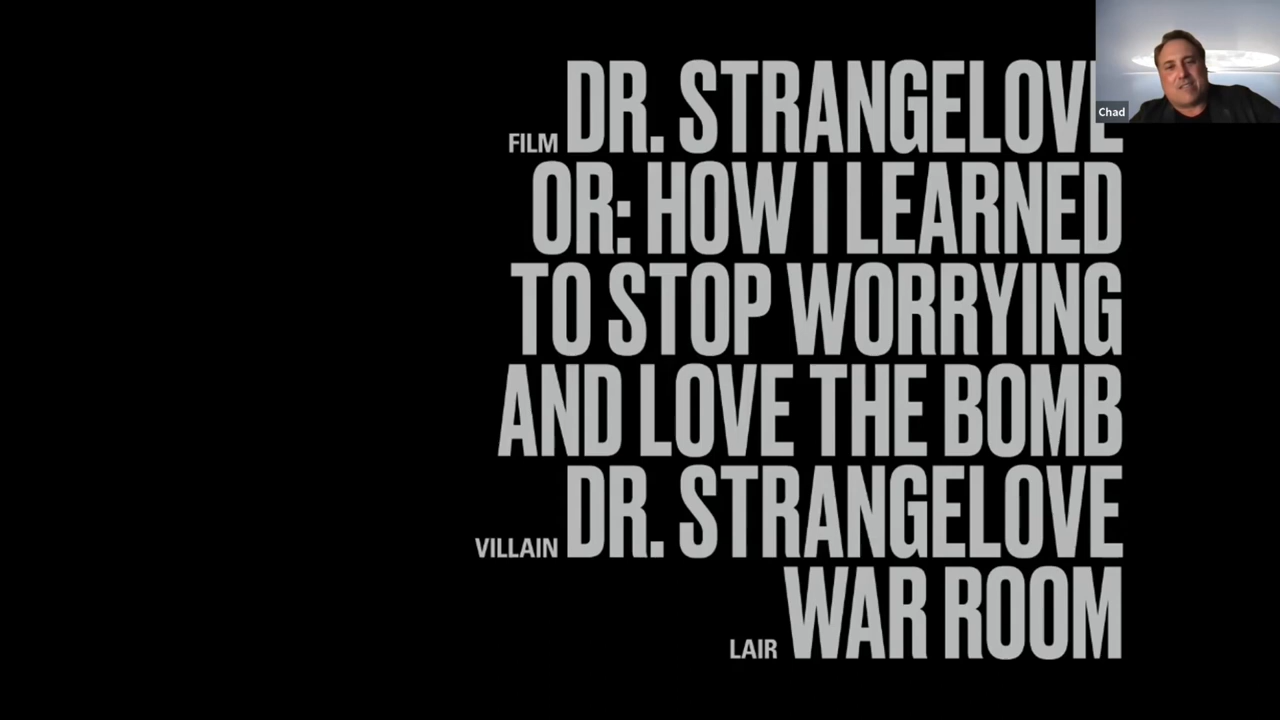 FILM DR. STRANGELOVE
OR: HOW I LEARNED
TO STOP WORRYING
AND LOVE THE BOMB
VILLAIN DR. STRANGELOVE
LAIR WAR ROOM
Chad